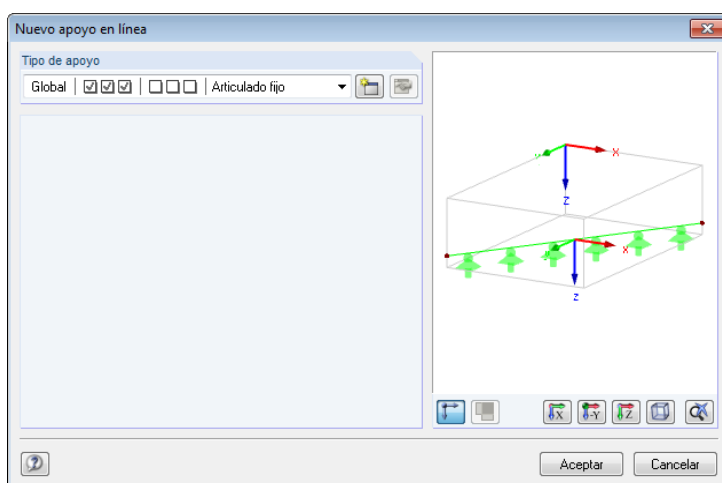 Nuevo apoyo en línea
Tipo de apoyo
Global Articulado fijo
X
Z
x
z
X -Y Z
Aceptar Cancelar